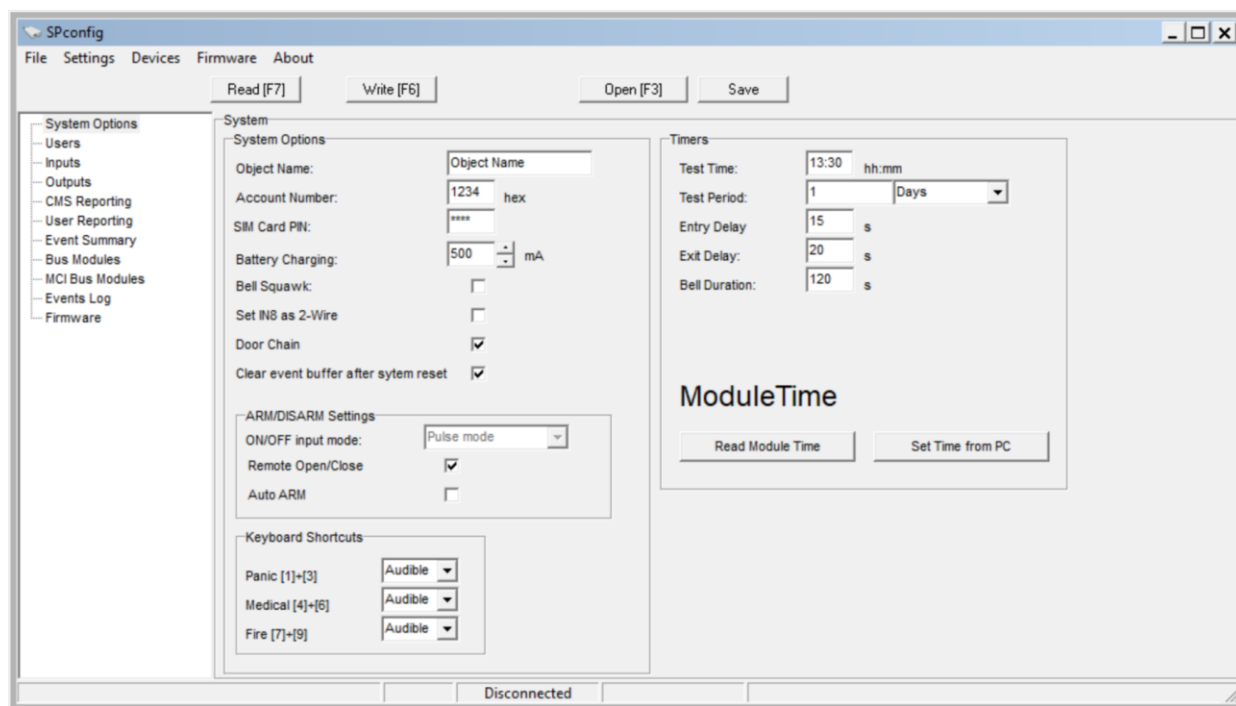 SPconfig
File Settings Devices Firmware About
Read [F7] Write [F6] Open [F3] Save
System Options
Users
Inputs
Outputs
CMS Reporting
User Reporting
Event Summary
Bus Modules
MCI Bus Modules
Events Log
Firmware
System
System Options
Object Name: Object Name
Account Number: 1234 hex
SIM Card PIN: ****
Battery Charging: 500 mA
Bell Squawk:
Set IN8 as 2-Wire
Door Chain
Clear event buffer after sytem reset
ARM/DISARM Settings
ON/OFF input mode: Pulse mode
Remote Open/Close
Auto ARM
Keyboard Shortcuts
Panic [1]+[3] Audible
Medical [4]+[6] Audible
Fire [7]+[9] Audible
Timers
Test Time: 13:30 hh:mm
Test Period: 1 Days
Entry Delay 15 s
Exit Delay: 20 s
Bell Duration: 120 s
ModuleTime
Read Module Time Set Time from PC
Disconnected